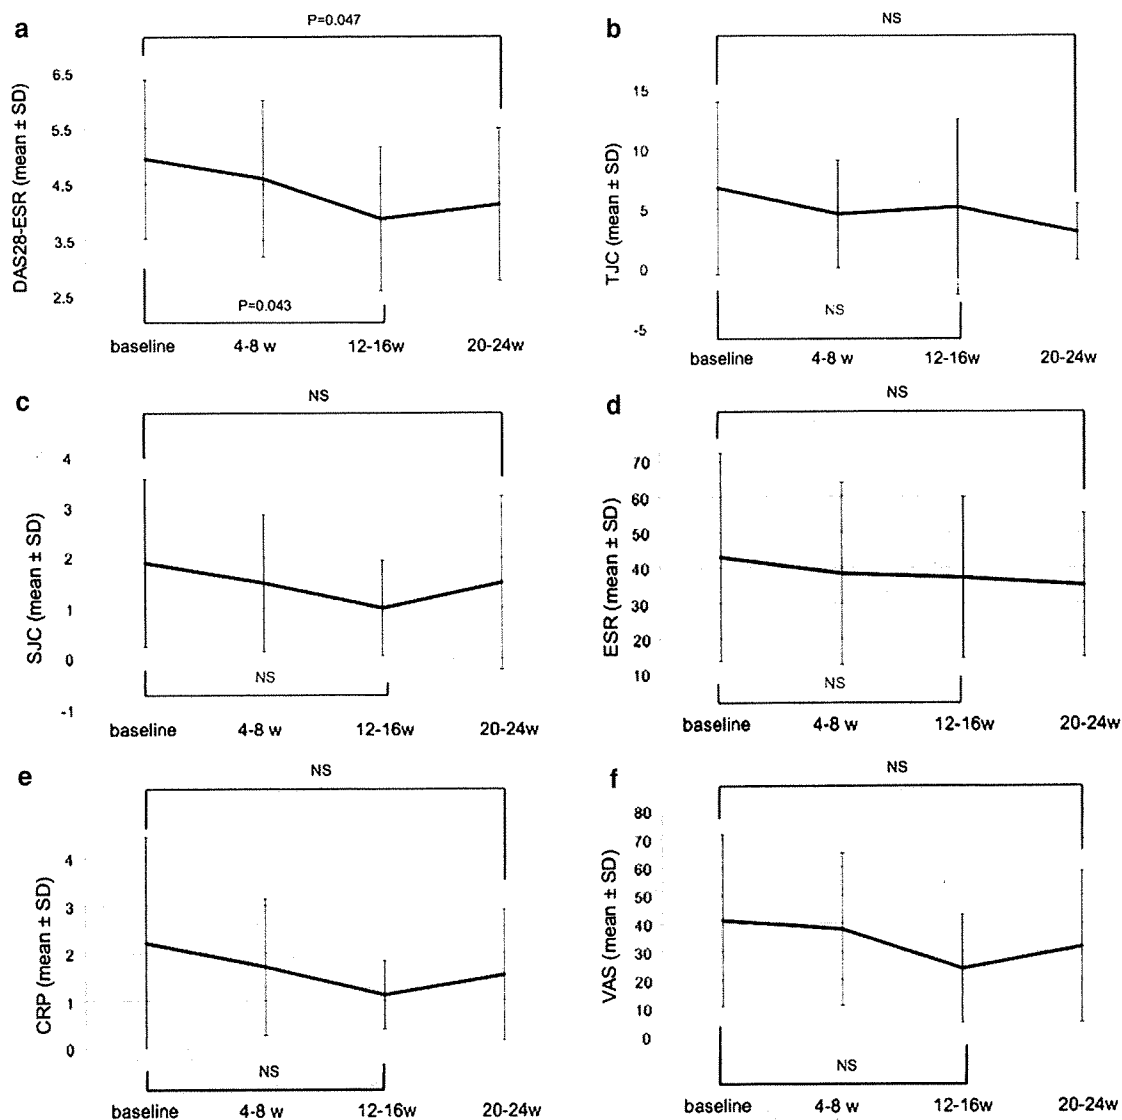 a
P=0.047
DAS28-ESR (mean ± SD)
6.5
5.5
4.5
3.5
2.5
P=0.043
baseline 4-8 w 12-16w 20-24w
b
NS
TJC (mean ± SD)
15
10
5
0
-5
NS
baseline 4-8 w 12-16w 20-24w
c
NS
SJC (mean ± SD)
4
3
2
1
0
-1
NS
baseline 4-8 w 12-16w 20-24w
d
NS
ESR (mean ± SD)
70
60
50
40
30
20
10
NS
baseline 4-8 w 12-16w 20-24w
e
NS
CRP (mean ± SD)
4
3
2
1
0
NS
baseline 4-8 w 12-16w 20-24w
f
NS
VAS (mean ± SD)
80
70
60
50
40
30
20
10
0
NS
baseline 4-8 w 12-16w 20-24w